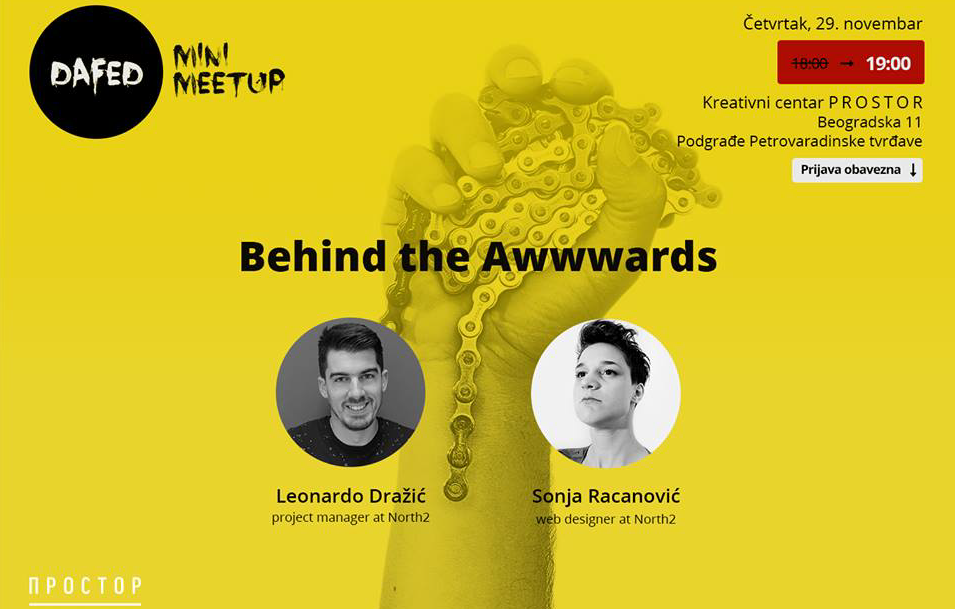 DAFED
MINI
MEETUP
Četvrtak, 29. novembar
18:00 → 19:00
Kreativni centar PROSTOR
Beogradska 11
Podgrađe Petrovaradinske tvrđave
Prijava obavezna ↓
Behind the Awwwards
Leonardo Dražić
project manager at North2
Sonja Racanović
web designer at North2
ПРОСТОР